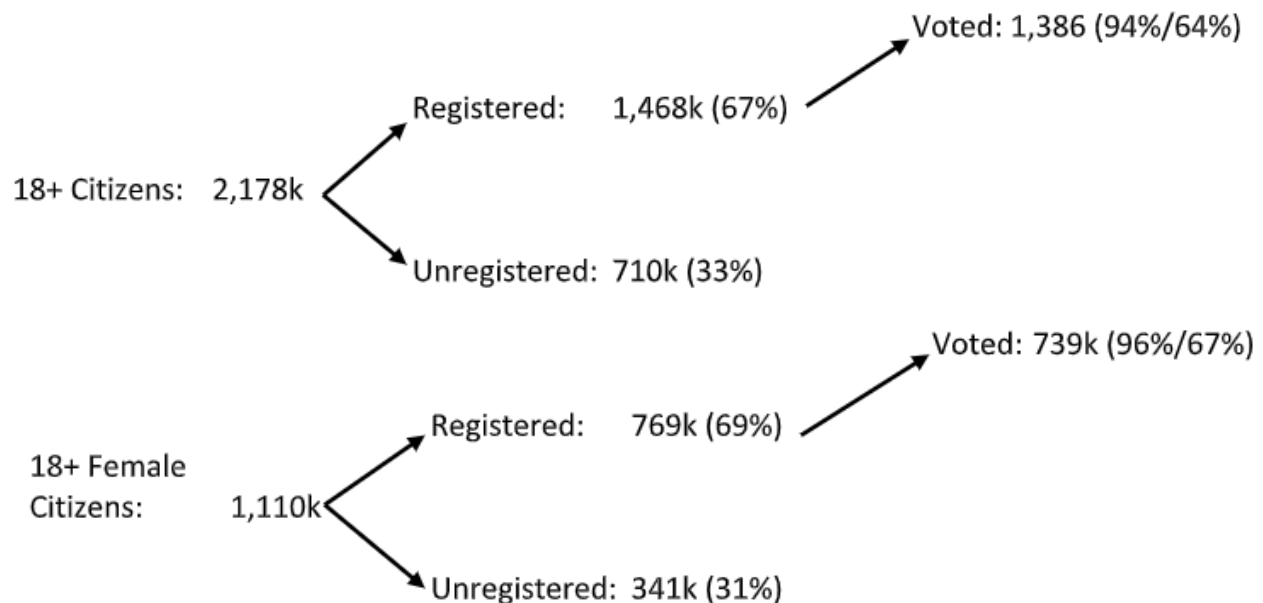 Voted: 1,386 (94%/64%)
Registered: 1,468k (67%)
18+ Citizens: 2,178k
Unregistered: 710k (33%)
Voted: 739k (96%/67%)
Registered: 769k (69%)
18+ Female
Citizens: 1,110k
Unregistered: 341k (31%)